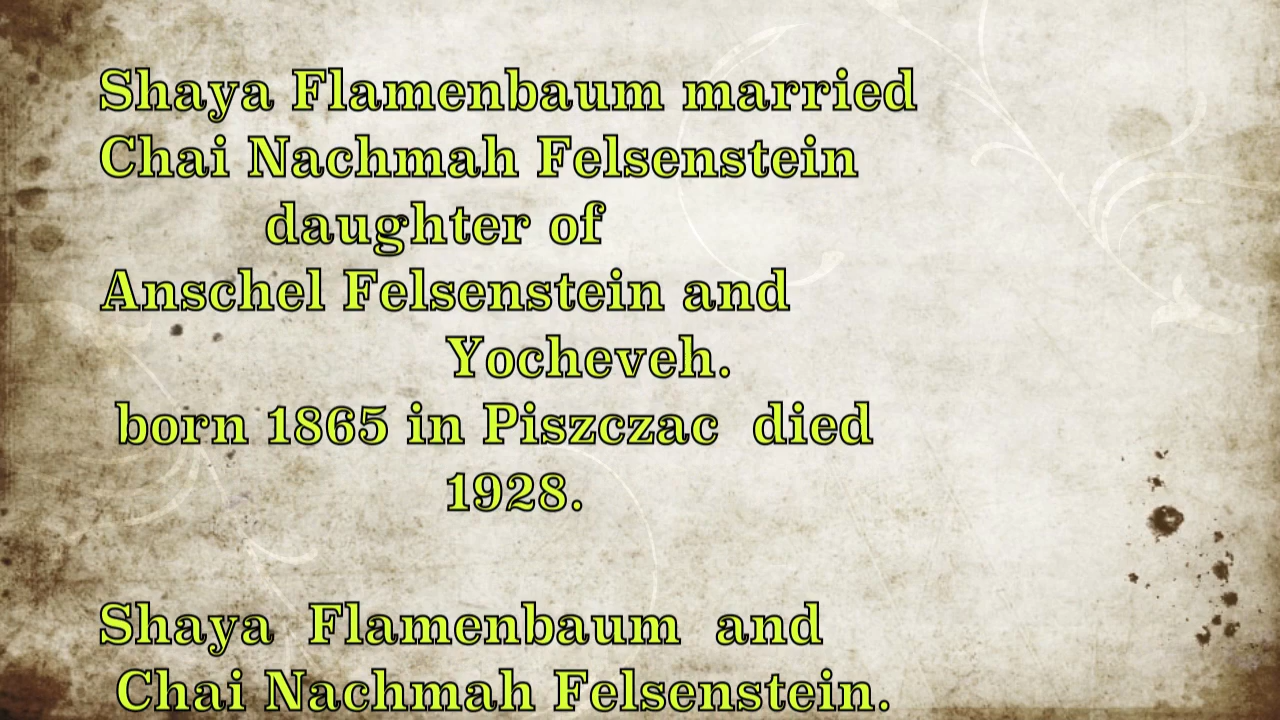 Shaya Flamenbaum married
Chai Nachmah Felsenstein
daughter of
Anschel Felsenstein and
Yocheveh.
born 1865 in Piszczac died
1928.
Shaya Flamenbaum and
Chai Nachmah Felsenstein.